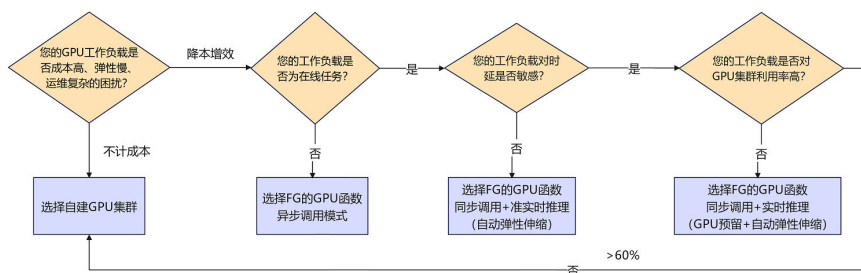 您的GPU工作负载是
否成本高、弹性慢、
运维复杂的困扰?
降本增效
您的工作负载是
否为在线任务?
是
您的工作负载对时
延是否敏感?
是
您的工作负载是否对
GPU集群利用率高?
不计成本
否
否
否
选择自建GPU集群
选择FG的GPU函数
异步调用模式
选择FG的GPU函数
同步调用+准实时推理
（自动弹性伸缩）
选择FG的GPU函数
同步调用+实时推理
（GPU预留+自动弹性伸缩）
>60%
否